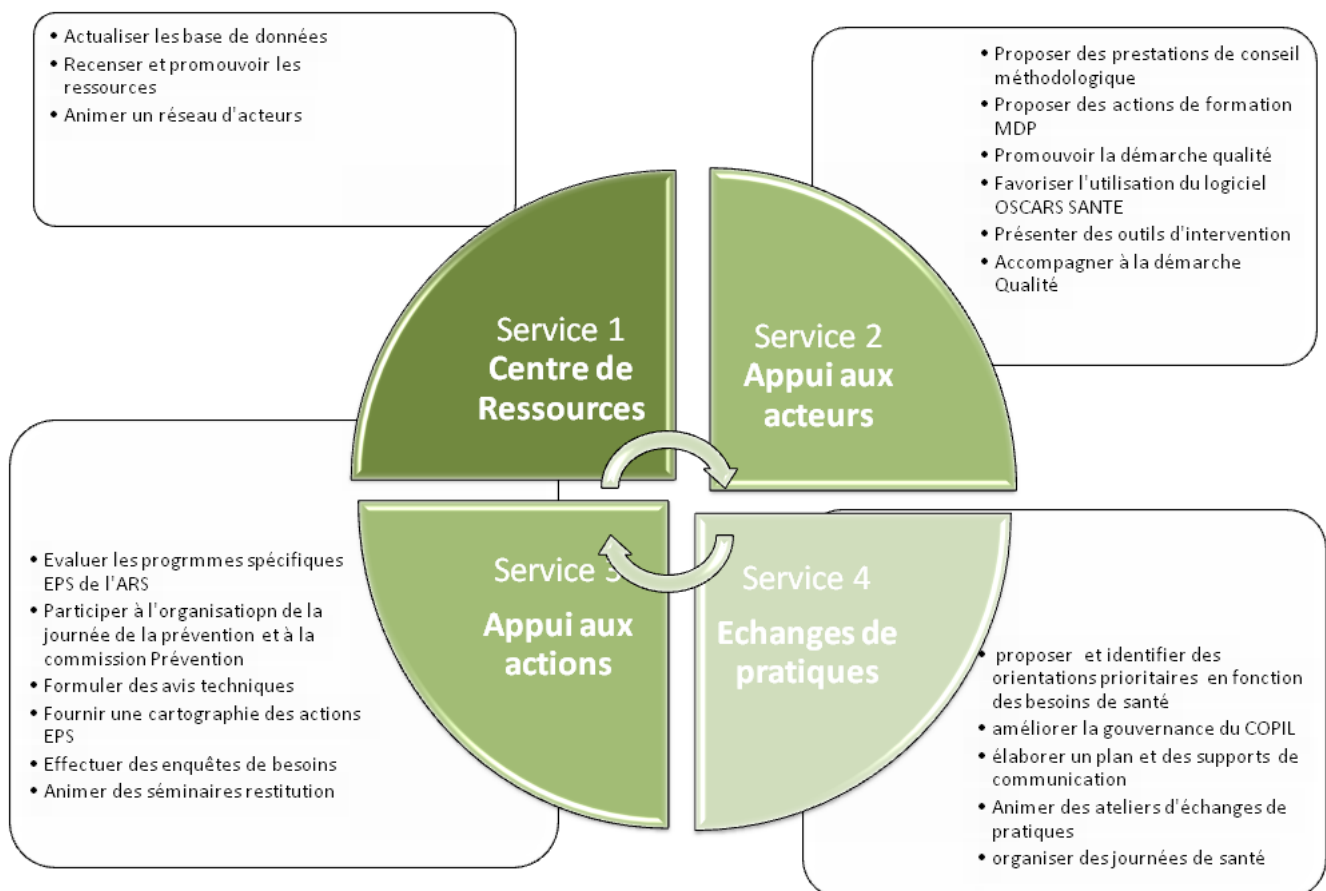 • Actualiser les base de données
• Recenser et promouvoir les
ressources
• Animer un réseau d'acteurs
• Proposer des prestations de conseil
méthodologique
• Proposer des actions de formation
MDP
• Promouvoir la démarche qualité
• Favoriser l'utilisation du logiciel
OSCARS SANTE
• Présenter des outils d'intervention
• Accompagner à la démarche
Qualité
Service 1
Centre de
Ressources
Service 2
Appui aux
acteurs
Service 3
Appui aux
actions
Service 4
Echanges de
pratiques
• Evaluer les progrmmes spécifiques
EPS de l'ARS
• Participer à l'organisatiopn de la
journée de la prévention et à la
commission Prévention
• Formuler des avis techniques
• Fournir une cartographie des actions
EPS
• Effectuer des enquêtes de besoins
• Animer des séminaires restitution
• proposer et identifier des
orientations prioritaires en fonction
des besoins de santé
• améliorer la gouvernance du COPIL
• élaborer un plan et des supports de
communication
• Animer des ateliers d'échanges de
pratiques
• organiser des journées de santé